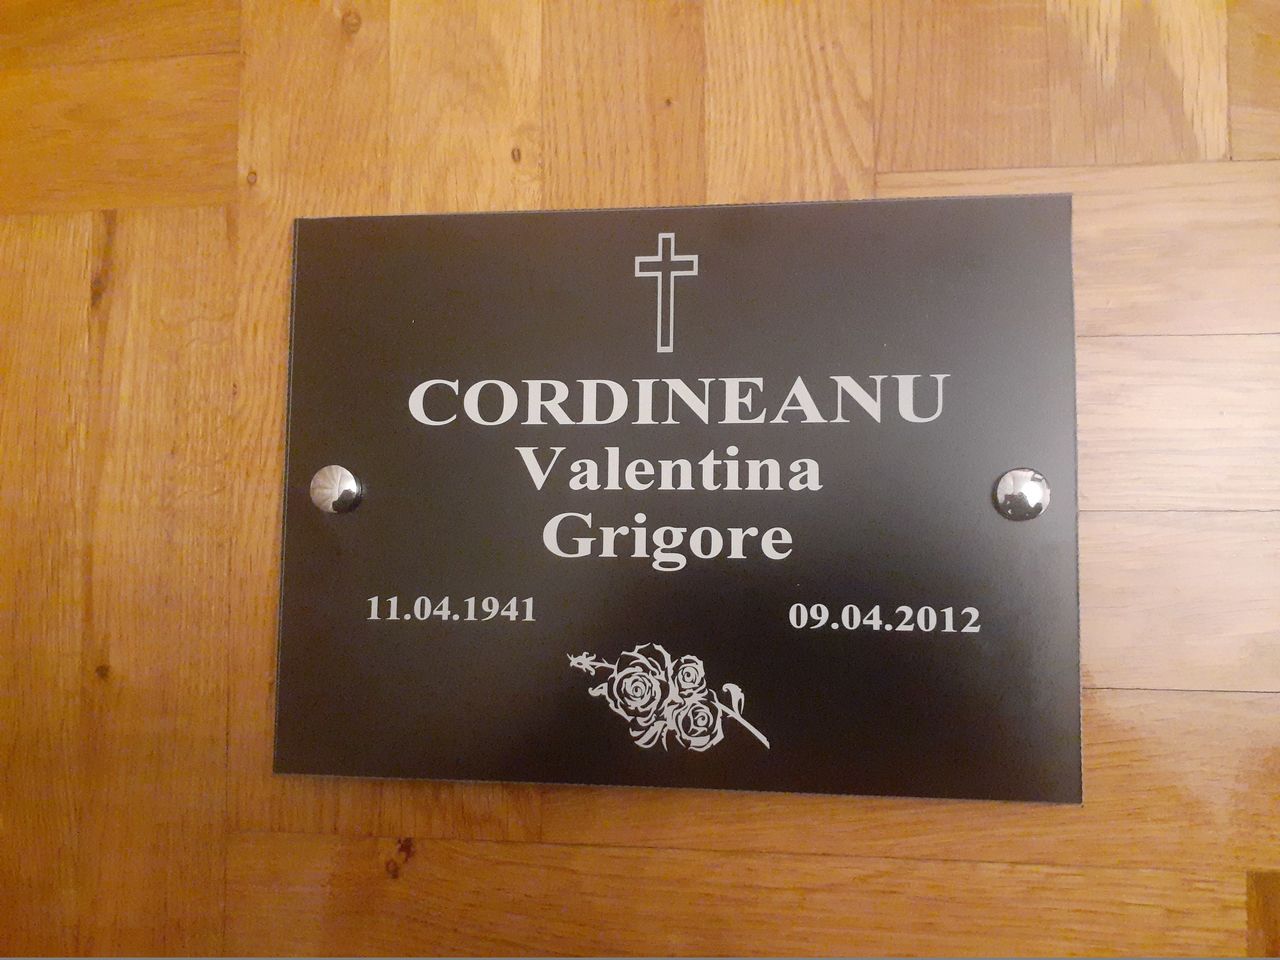 CORDINEANU
Valentina
Grigore
11.04.1941 09.04.2012